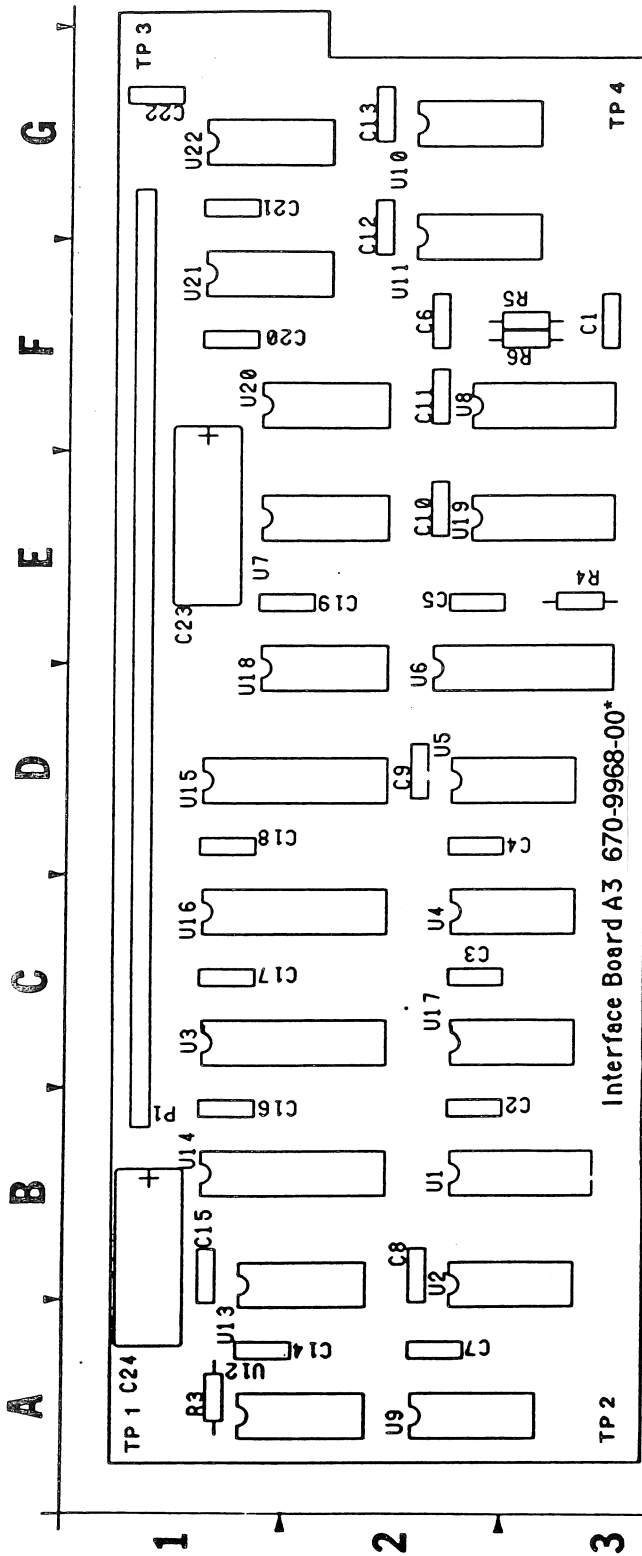 A B C D E F G
1
2
3
TP 1
C24
P1
TP 3
C22
R3
U12
U13
C14
C15
U14
C16
U3
C17
U16
C18
U15
U18
C23
C19
U7
U20
C20
U21
C21
U22
U9
C7
C8
U2
U1
C2
U17
C3
U4
C4
C9
U5
U6
C5
C10
U19
C11
U8
C6
C12
U11
C13
U10
R4
R6
R5
C1
TP 2
Interface Board A3 670-9968-00*
TP 4